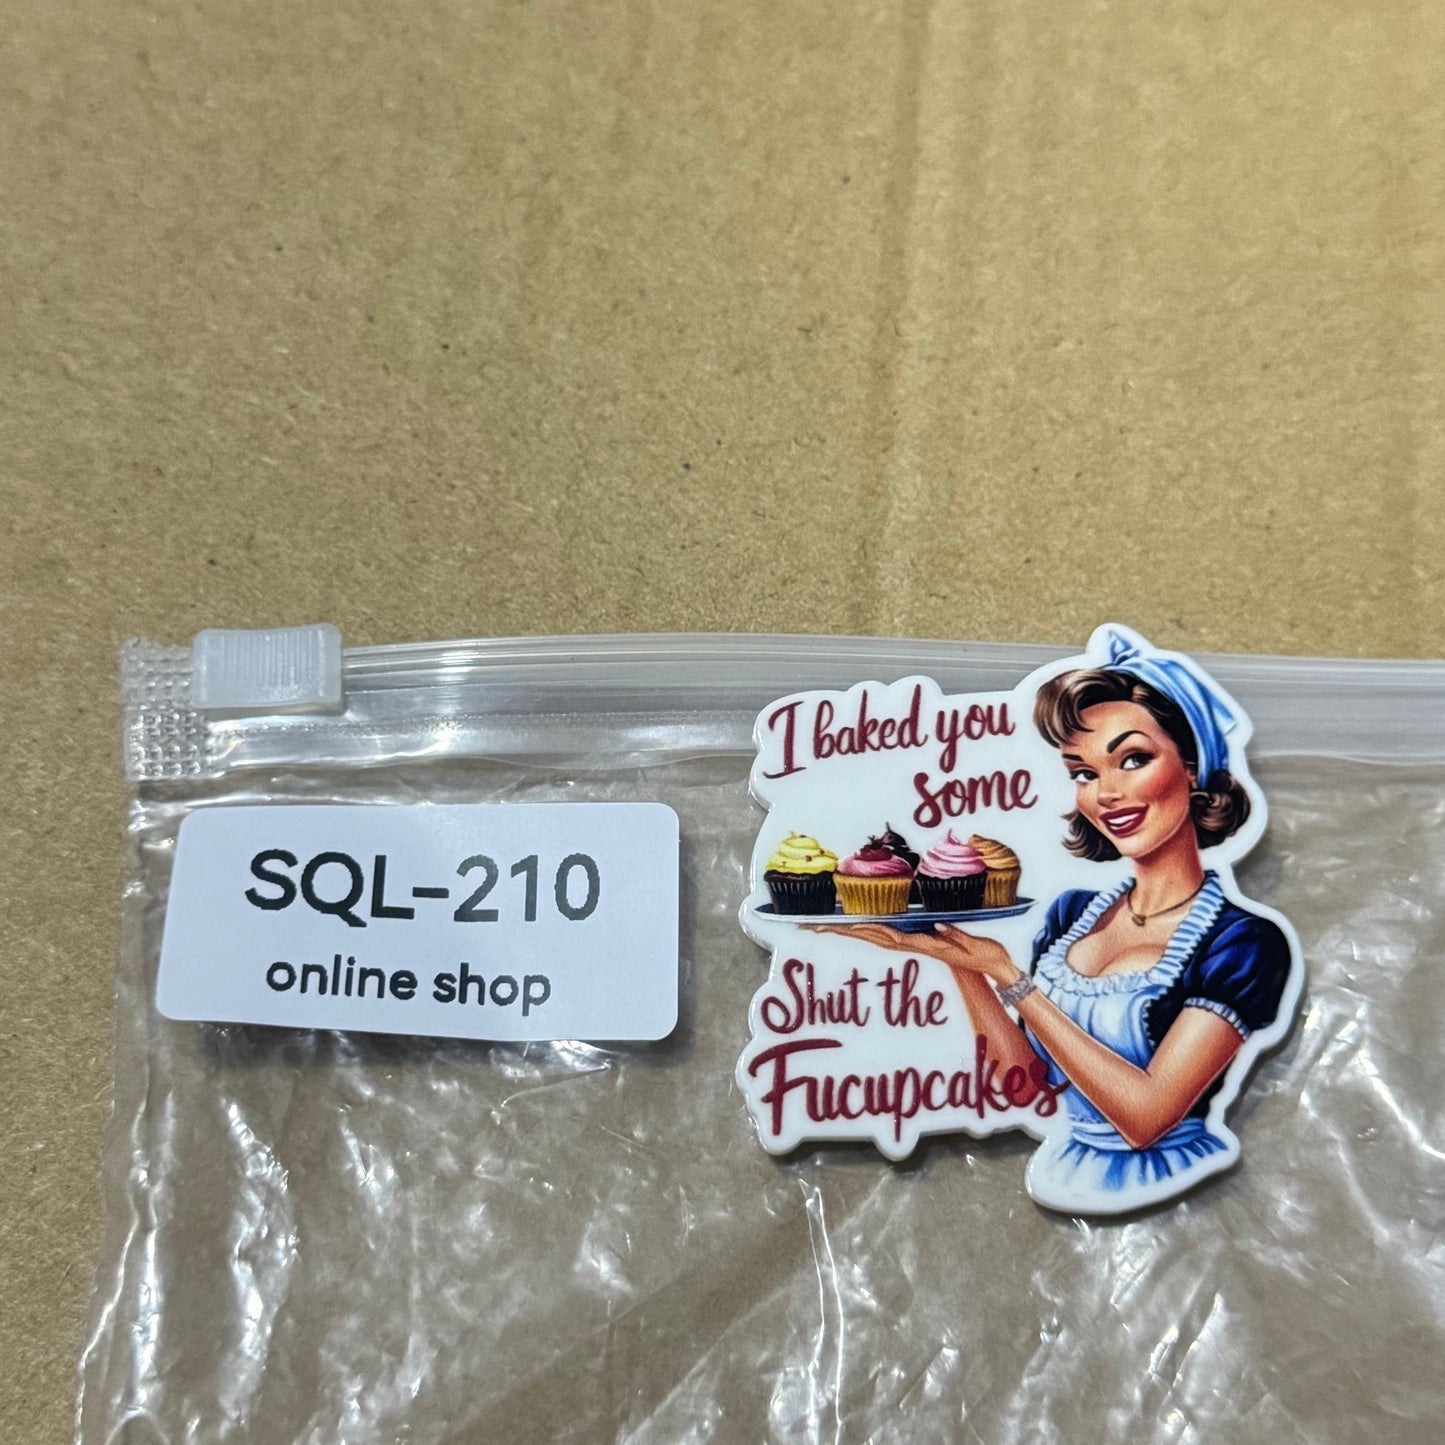 SQL-210
online shop
I baked you
some
Shut the
Fucupcakes